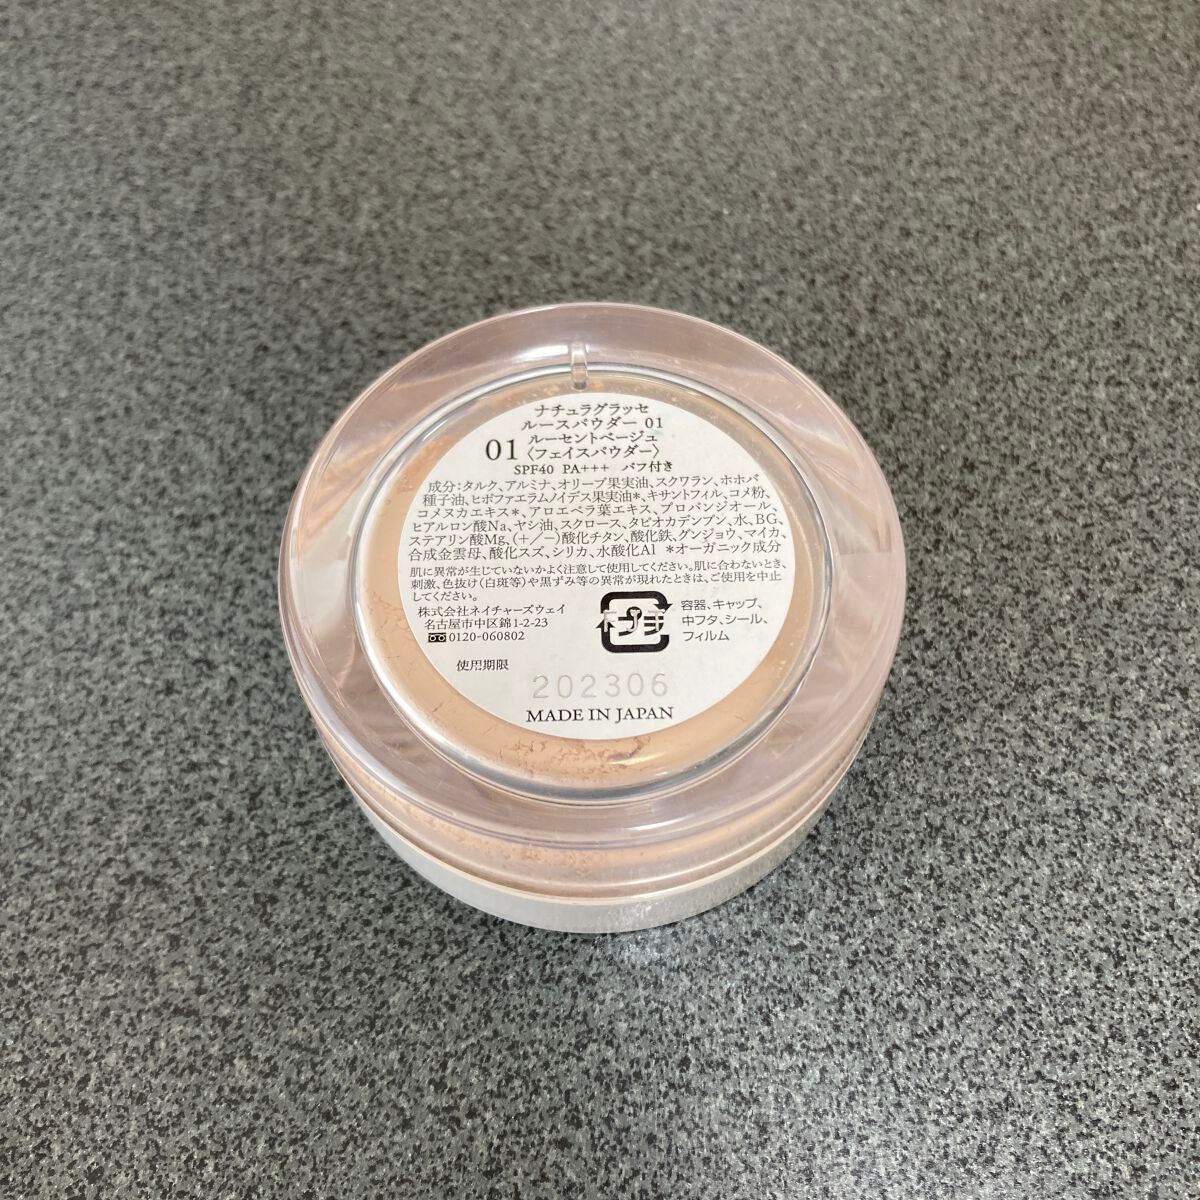 ナチュラグラッセ
ルースパウダー 01
01 ルーセントベージュ
〈フェイスパウダー〉
SPF40 PA+++ パフ付き
成分:タルク、アルミナ、オリーブ果実油、スクワラン、ホホバ
種子油、ヒポファエラムノイデス果実油*、キサントフィル、コメ粉、
コメヌカエキス*、アロエベラ葉エキス、プロパンジオール、
ヒアルロン酸Na、ヤシ油、スクロース、タピオカデンプン、水、BG、
ステアリン酸Mg、(+/−)酸化チタン、酸化鉄、グンジョウ、マイカ、
合成金雲母、酸化スズ、シリカ、水酸化Al *オーガニック成分
肌に異常が生じていないかよく注意して使用してください。肌に合わないとき、
刺激、色抜け(白斑等)や黒ずみ等の異常が現れたときは、ご使用を中止
してください。
株式会社ネイチャーズウェイ
名古屋市中区錦1-2-23
0120-060802
プラ
FJT
容器、キャップ、
中フタ、シール、
フィルム
使用期限
202306
MADE IN JAPAN